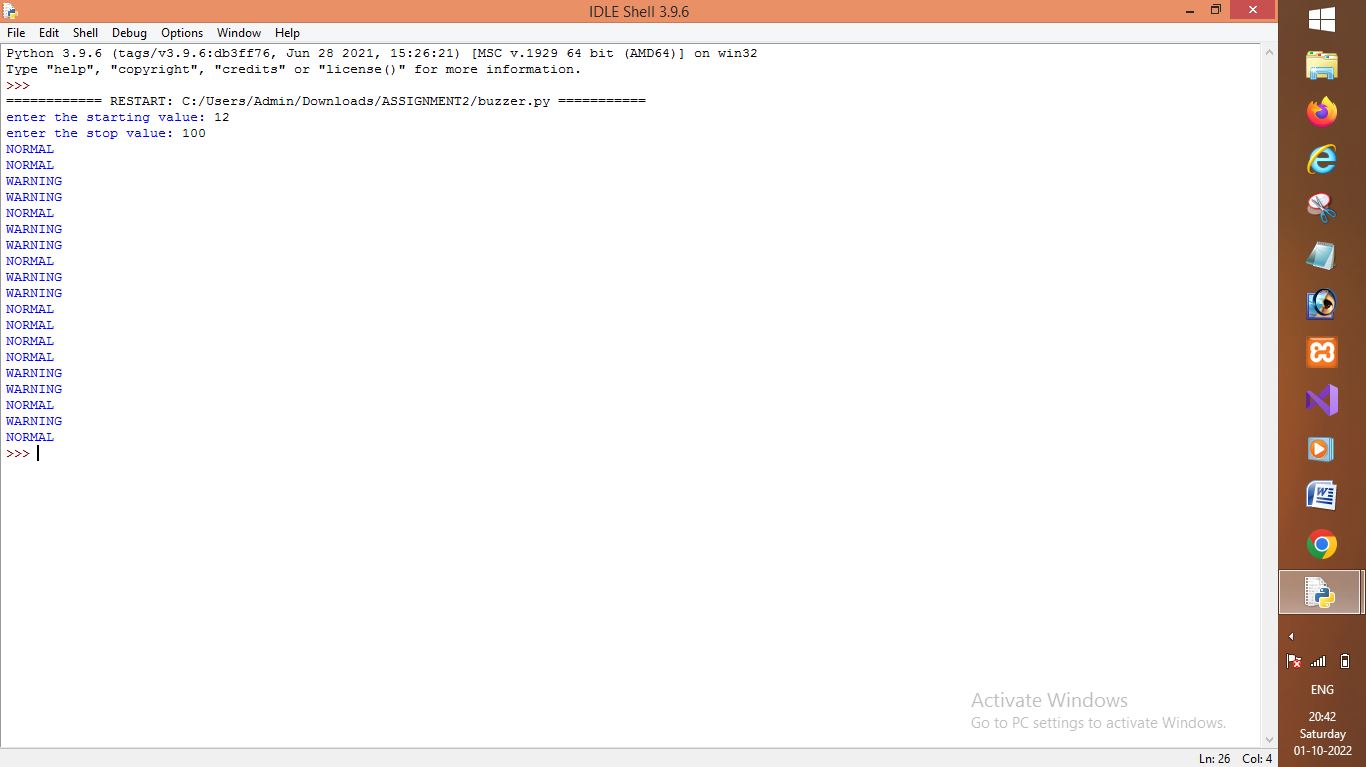 IDLE Shell 3.9.6
File Edit Shell Debug Options Window Help
Python 3.9.6 (tags/v3.9.6:db3ff76, Jun 28 2021, 15:26:21) [MSC v.1929 64 bit (AMD64)] on win32
Type "help", "copyright", "credits" or "license()" for more information.
>>>
============ RESTART: C:/Users/Admin/Downloads/ASSIGNMENT2/buzzer.py ===========
enter the starting value: 12
enter the stop value: 100
NORMAL
NORMAL
WARNING
WARNING
NORMAL
WARNING
WARNING
NORMAL
WARNING
WARNING
NORMAL
NORMAL
NORMAL
NORMAL
WARNING
WARNING
NORMAL
WARNING
NORMAL
>>>
Activate Windows
Go to PC settings to activate Windows.
Ln: 26 Col: 4
ENG
20:42
Saturday
01-10-2022